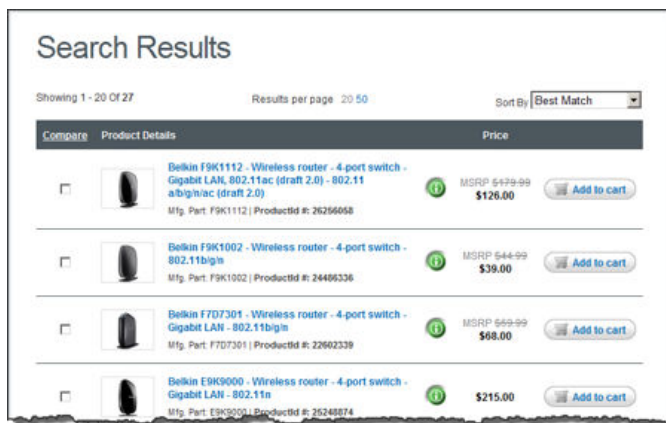 Search Results
Showing 1 - 20 Of 27 Results per page 20 50 Sort By Best Match
Compare Product Details Price
Belkin F9K1112 - Wireless router - 4-port switch -
Gigabit LAN, 802.11ac (draft 2.0) - 802.11
a/b/g/n/ac (draft 2.0)
Mfg. Part: F9K1112 | ProductId #: 26256058
MSRP $179.99
$126.00
Add to cart
Belkin F9K1002 - Wireless router - 4-port switch -
802.11b/g/n
Mfg. Part: F9K1002 | ProductId #: 24486336
MSRP $44.99
$39.00
Add to cart
Belkin F7D7301 - Wireless router - 4-port switch -
Gigabit LAN - 802.11b/g/n
Mfg. Part: F7D7301 | ProductId #: 22602339
MSRP $69.99
$68.00
Add to cart
Belkin E9K9000 - Wireless router - 4-port switch -
Gigabit LAN - 802.11n
Mfg. Part: E9K9000 | ProductId #: 25248874
$215.00
Add to cart